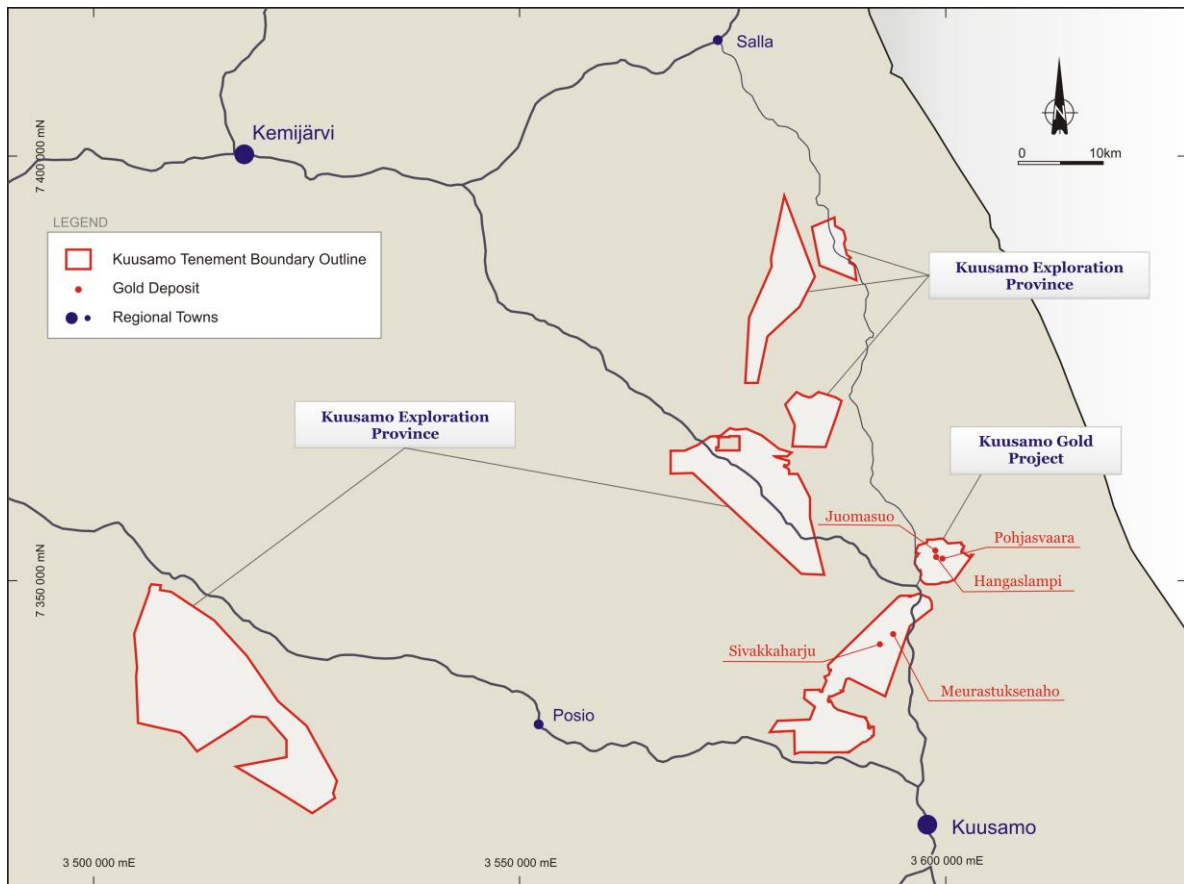 Salla
Kemijärvi
N
0 10km
7 400 000 mN
LEGEND
Kuusamo Tenement Boundary Outline
Gold Deposit
Regional Towns
Kuusamo Exploration
Province
Kuusamo Exploration
Province
Kuusamo Gold
Project
Juomasuo
Pohjasvaara
Hangaslampi
7 350 000 mN
Sivakkaharju
Meurastuksenaho
Posio
Kuusamo
3 500 000 mE
3 550 000 mE
3 600 000 mE